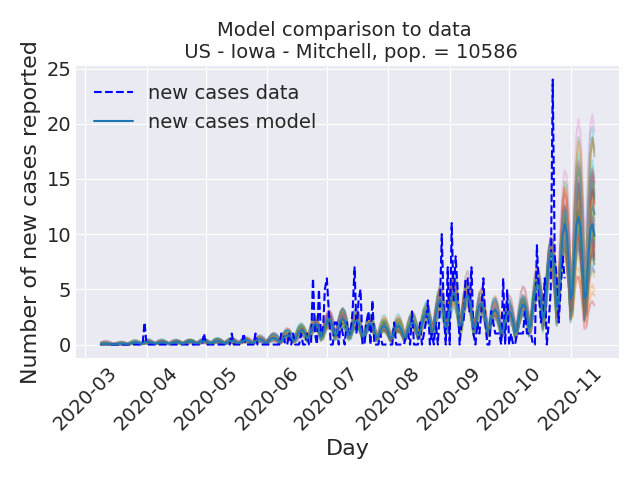 Model comparison to data
US - Iowa - Mitchell, pop. = 10586
Number of new cases reported
25
20
15
10
5
0
new cases data
new cases model
2020-03
2020-04
2020-05
2020-06
2020-07
2020-08
2020-09
2020-10
2020-11
Day